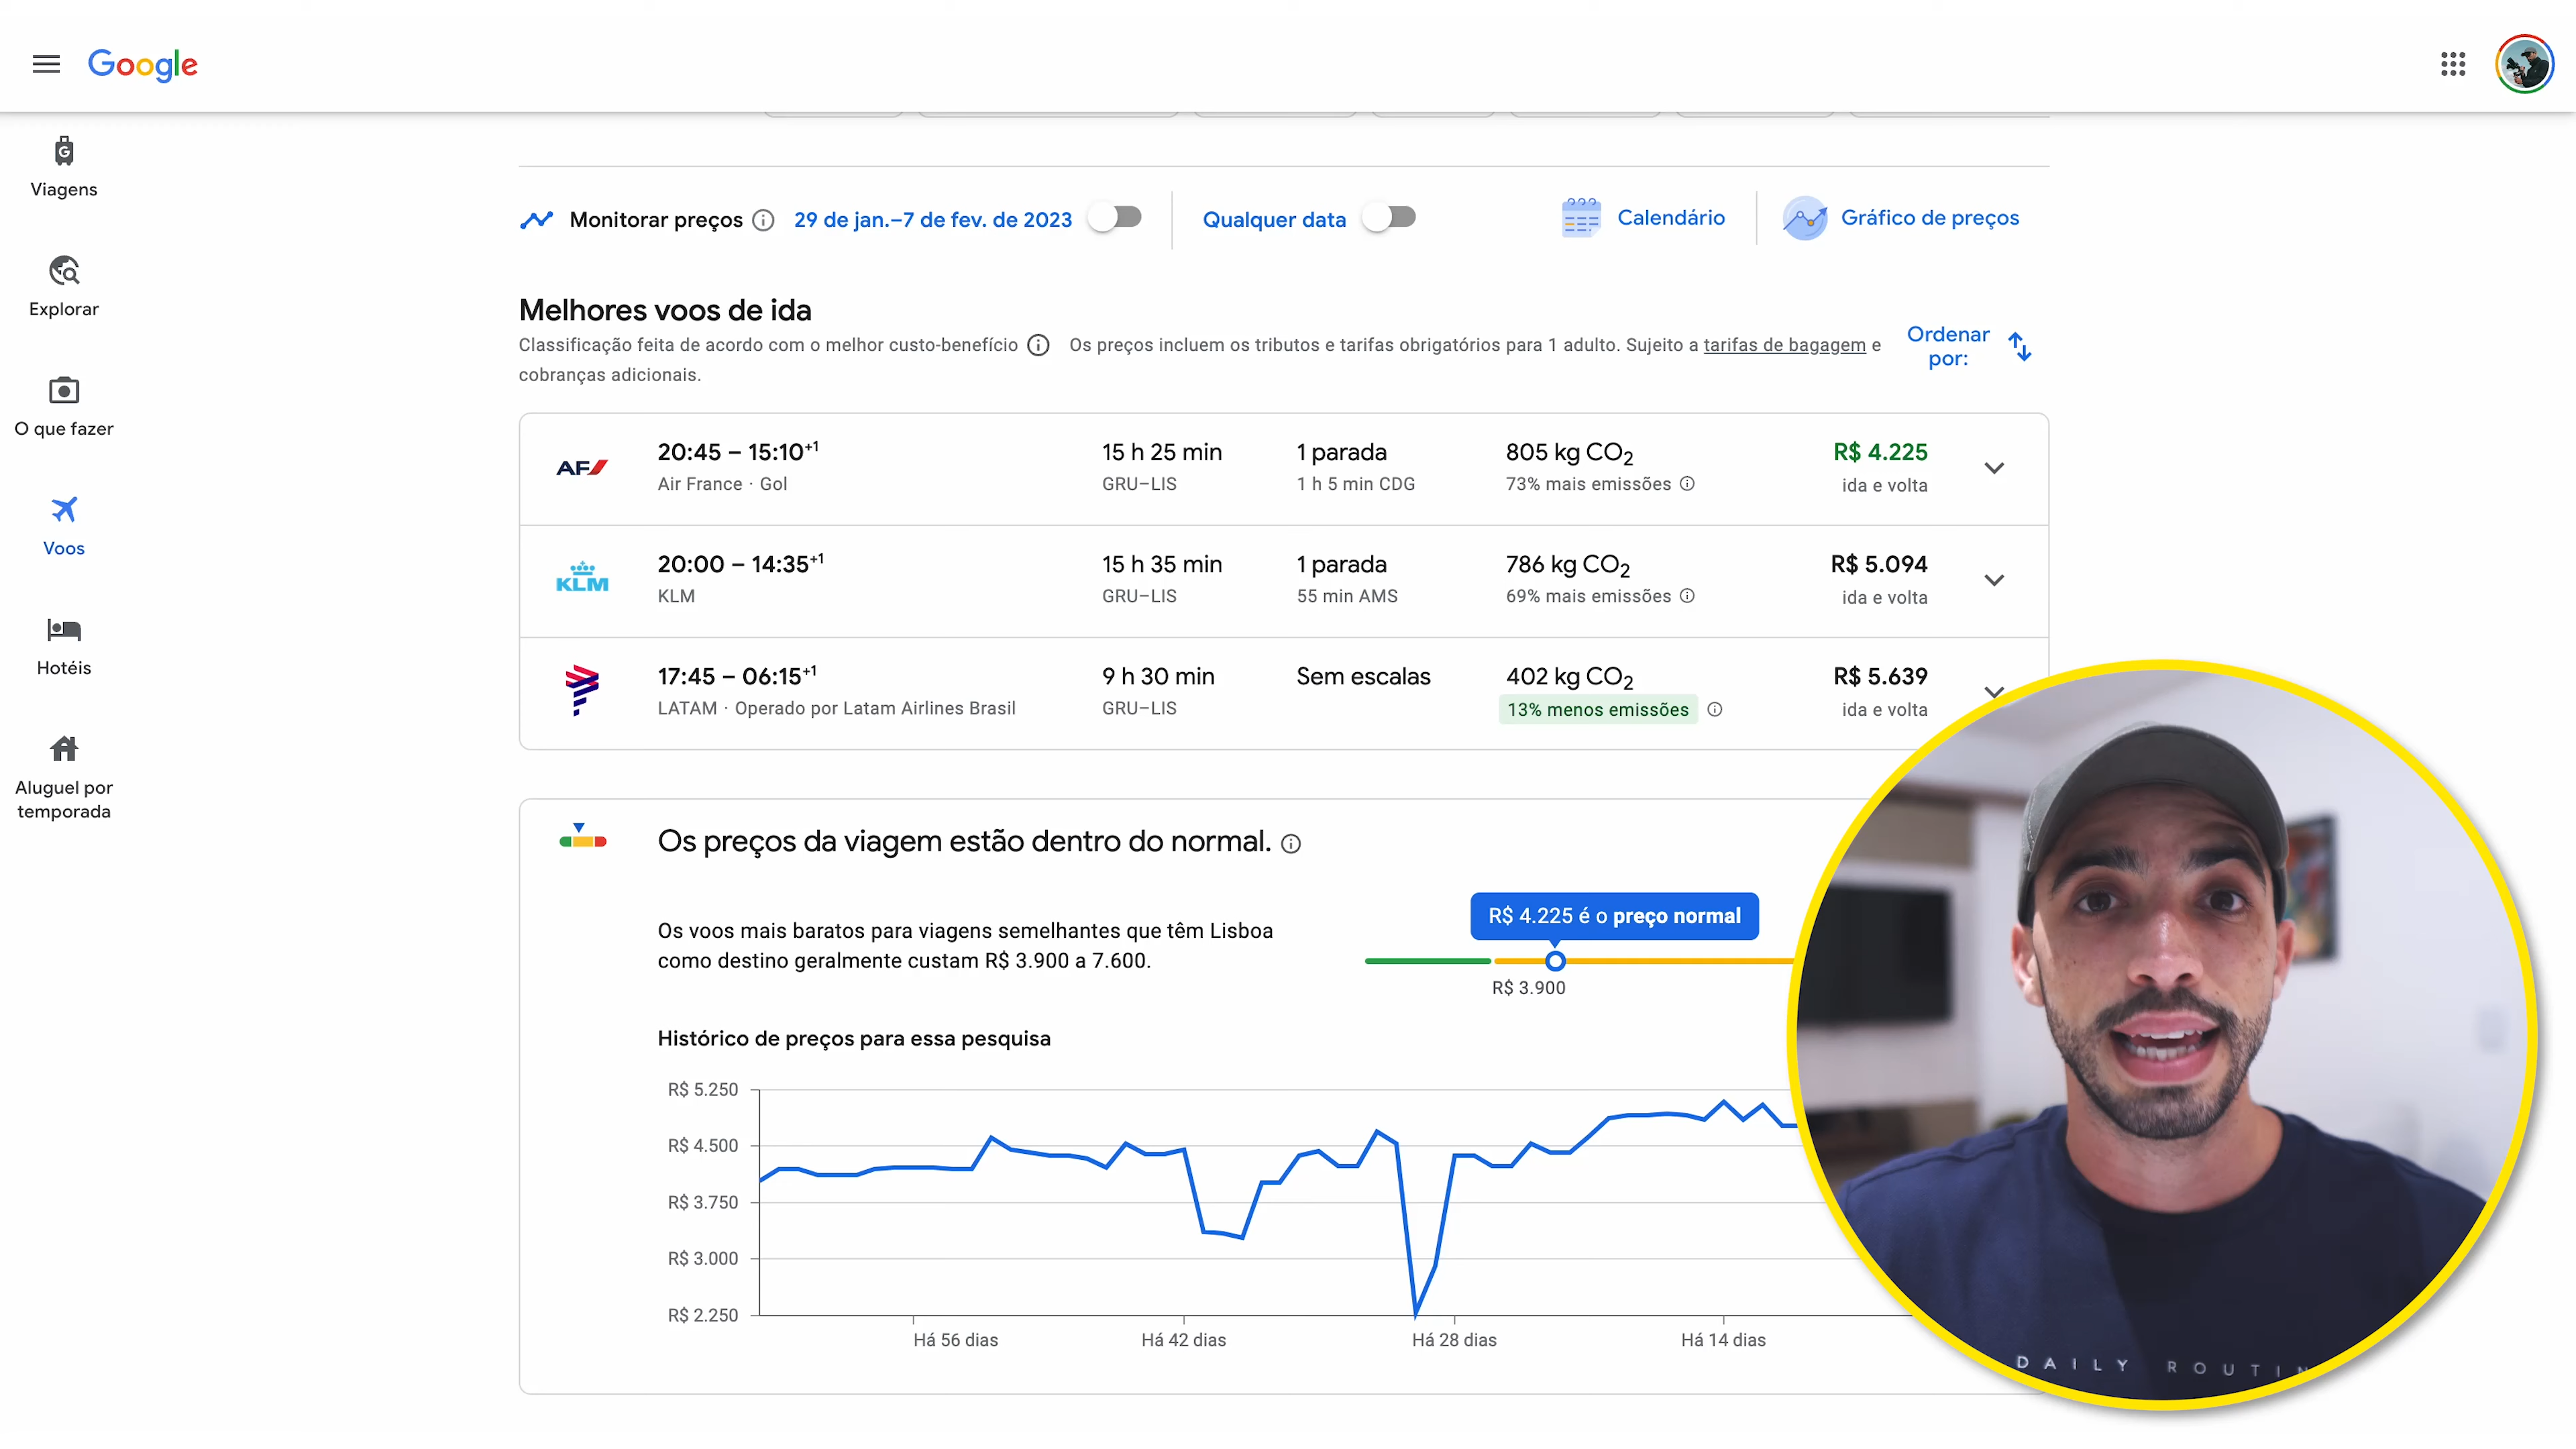 Google
Viagens
Explorar
O que fazer
Voos
Hotéis
Aluguel por
temporada
Monitorar preços 29 de jan.–7 de fev. de 2023 Qualquer data Calendário Gráfico de preços
Melhores voos de ida
Classificação feita de acordo com o melhor custo-benefício Os preços incluem os tributos e tarifas obrigatórios para 1 adulto. Sujeito a tarifas de bagagem e
cobranças adicionais.
Ordenar
por:
AF 20:45 – 15:10+1 15 h 25 min 1 parada 805 kg CO2 R$ 4.225
Air France · Gol GRU–LIS 1 h 5 min CDG 73% mais emissões ida e volta
KLM 20:00 – 14:35+1 15 h 35 min 1 parada 786 kg CO2 R$ 5.094
KLM GRU–LIS 55 min AMS 69% mais emissões ida e volta
17:45 – 06:15+1 9 h 30 min Sem escalas 402 kg CO2 R$ 5.639
LATAM · Operado por Latam Airlines Brasil GRU–LIS 13% menos emissões ida e volta
Os preços da viagem estão dentro do normal.
Os voos mais baratos para viagens semelhantes que têm Lisboa
como destino geralmente custam R$ 3.900 a 7.600.
R$ 4.225 é o preço normal
R$ 3.900
Histórico de preços para essa pesquisa
R$ 5.250
R$ 4.500
R$ 3.750
R$ 3.000
R$ 2.250
Há 56 dias Há 42 dias Há 28 dias Há 14 dias
DAILY ROUTIN